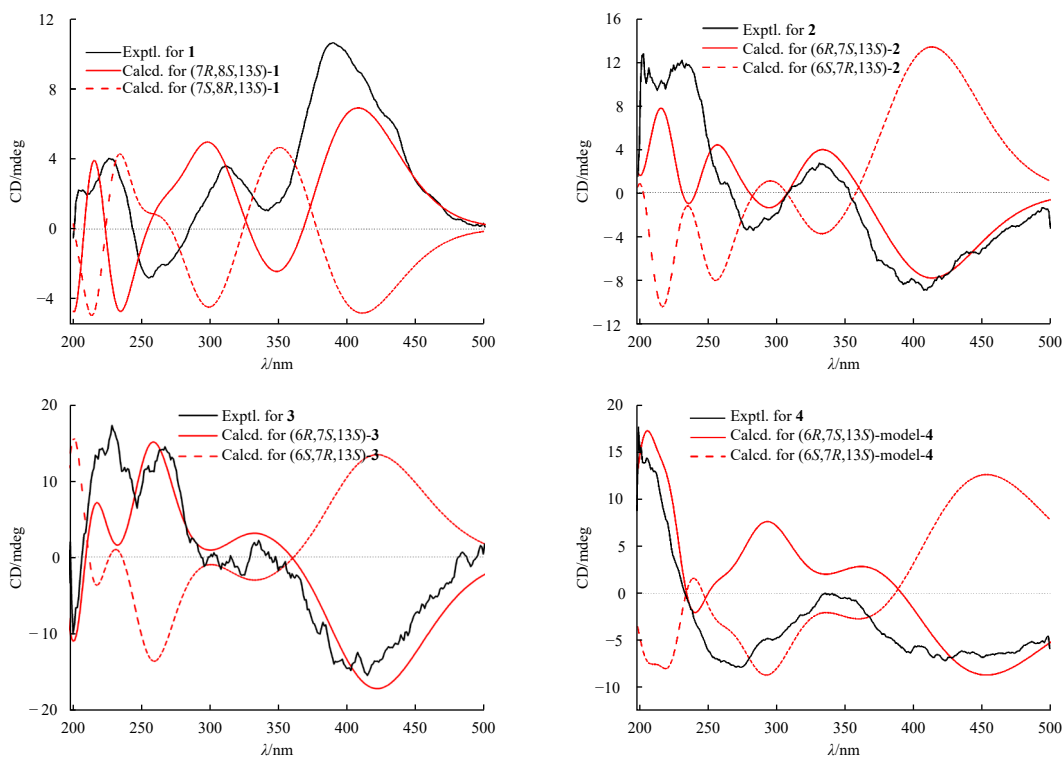 12
8
4
0
−4
CD/mdeg
Exptl. for 1
Calcd. for (7R,8S,13S)-1
Calcd. for (7S,8R,13S)-1
200 250 300 350 400 450 500
λ/nm
16
12
8
4
0
−4
−8
−12
CD/mdeg
Exptl. for 2
Calcd. for (6R,7S,13S)-2
Calcd. for (6S,7R,13S)-2
200 250 300 350 400 450 500
λ/nm
20
10
0
−10
−20
CD/mdeg
Exptl. for 3
Calcd. for (6R,7S,13S)-3
Calcd. for (6S,7R,13S)-3
200 250 300 350 400 450 500
λ/nm
20
15
10
5
0
−5
−10
CD/mdeg
Exptl. for 4
Calcd. for (6R,7S,13S)-model-4
Calcd. for (6S,7R,13S)-model-4
200 250 300 350 400 450 500
λ/nm